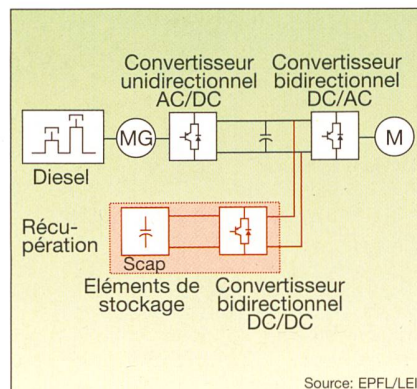 Convertisseur
unidirectionnel
AC/DC
Convertisseur
bidirectionnel
DC/AC
MG
M
Diesel
Récu-
pération
Scap
Eléments de
stockage
Convertisseur
bidirectionnel
DC/DC
Source: EPFL/LEI